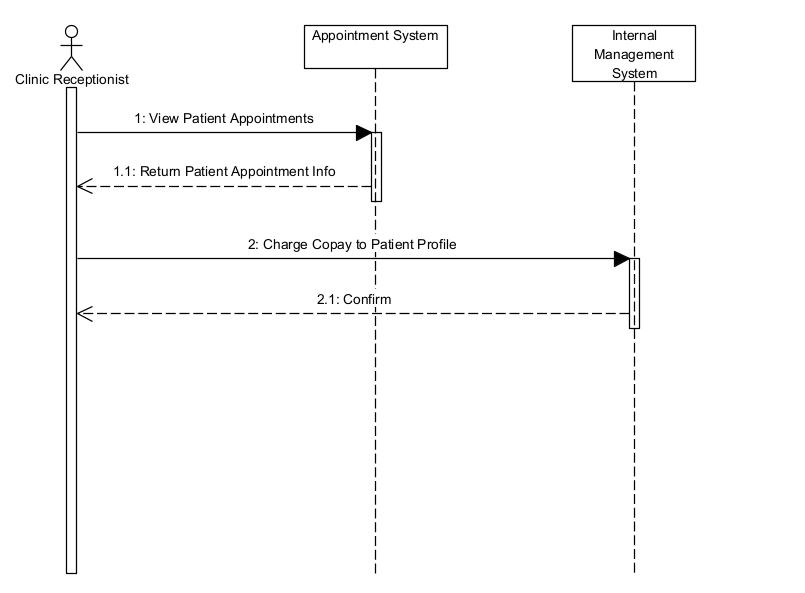 Clinic Receptionist
Appointment System
Internal
Management
System
1: View Patient Appointments
1.1: Return Patient Appointment Info
2: Charge Copay to Patient Profile
2.1: Confirm